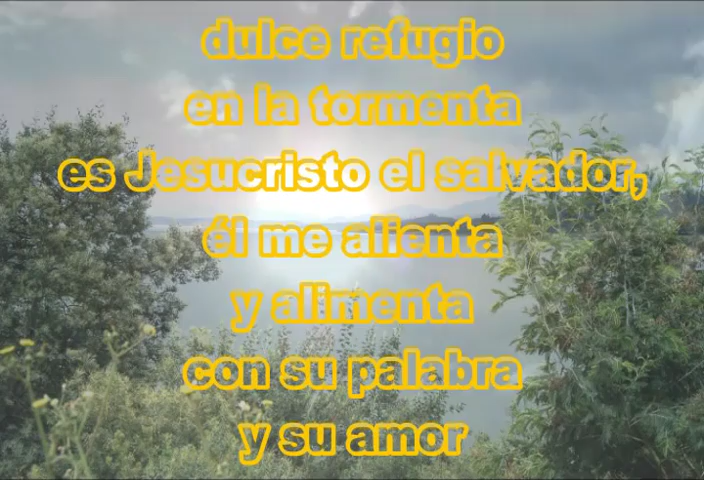 dulce refugio
en la tormenta
es Jesucristo el salvador,
él me alienta
y alimenta
con su palabra
y su amor